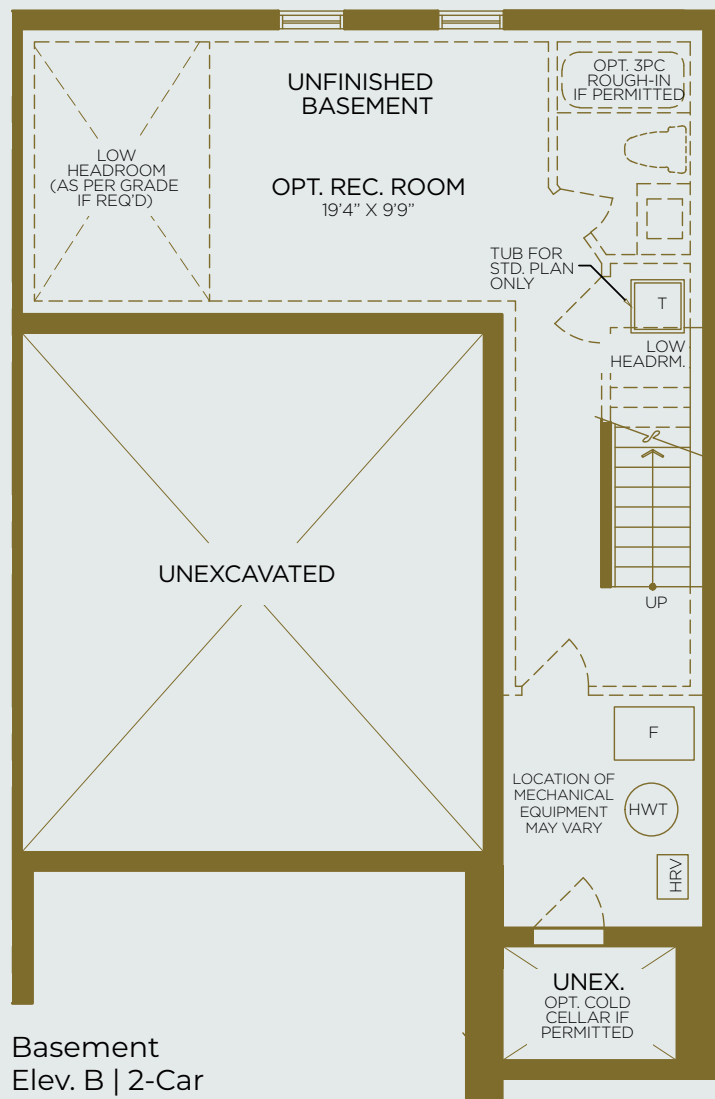 UNFINISHED
BASEMENT
OPT. 3PC
ROUGH-IN
IF PERMITTED
LOW
HEADROOM
(AS PER GRADE
IF REQ'D)
OPT. REC. ROOM
19'4" X 9'9"
TUB FOR
STD. PLAN
ONLY
T
LOW
HEADRM.
UNEXCAVATED
UP
F
LOCATION OF
MECHANICAL
EQUIPMENT
MAY VARY
HWT
HRV
UNEX.
OPT. COLD
CELLAR IF
PERMITTED
Basement
Elev. B | 2-Car